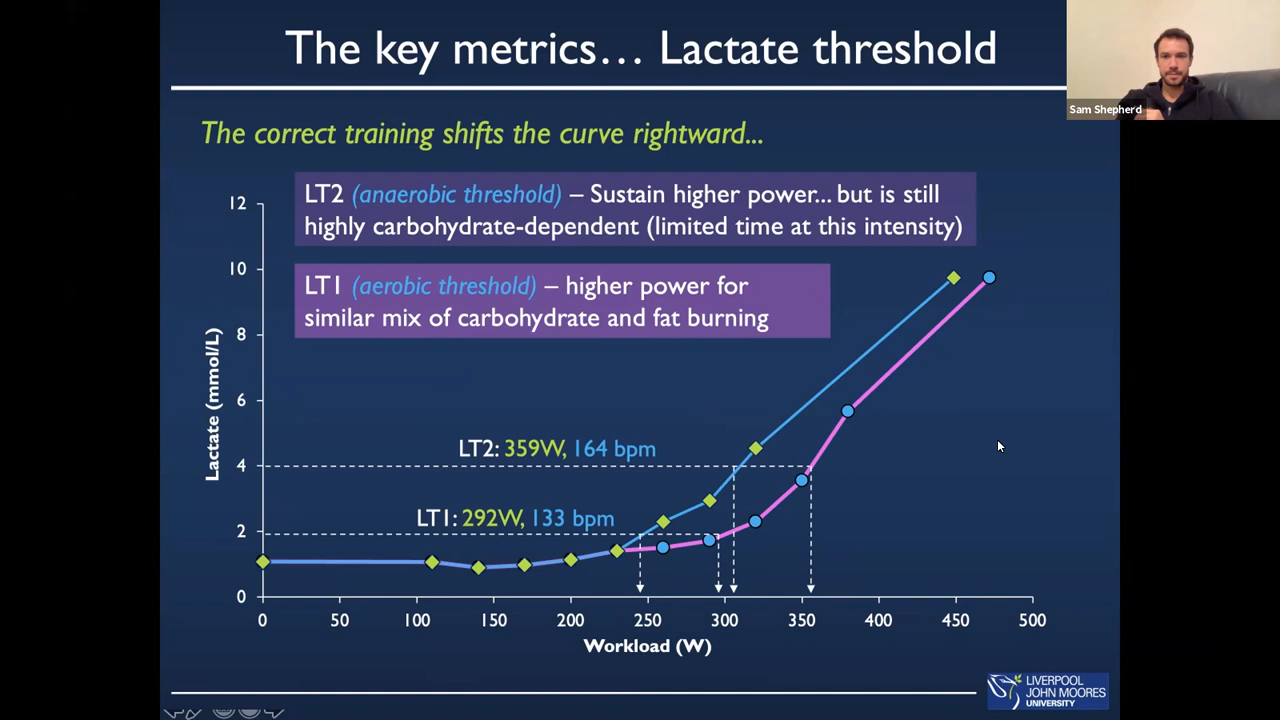 The key metrics… Lactate threshold
Sam Shepherd
The correct training shifts the curve rightward...
LT2 (anaerobic threshold) – Sustain higher power... but is still
highly carbohydrate-dependent (limited time at this intensity)
LT1 (aerobic threshold) – higher power for
similar mix of carbohydrate and fat burning
12
10
8
6
4
2
0
Lactate (mmol/L)
LT2: 359W, 164 bpm
LT1: 292W, 133 bpm
0 50 100 150 200 250 300 350 400 450 500
Workload (W)
LIVERPOOL
JOHN MOORES
UNIVERSITY